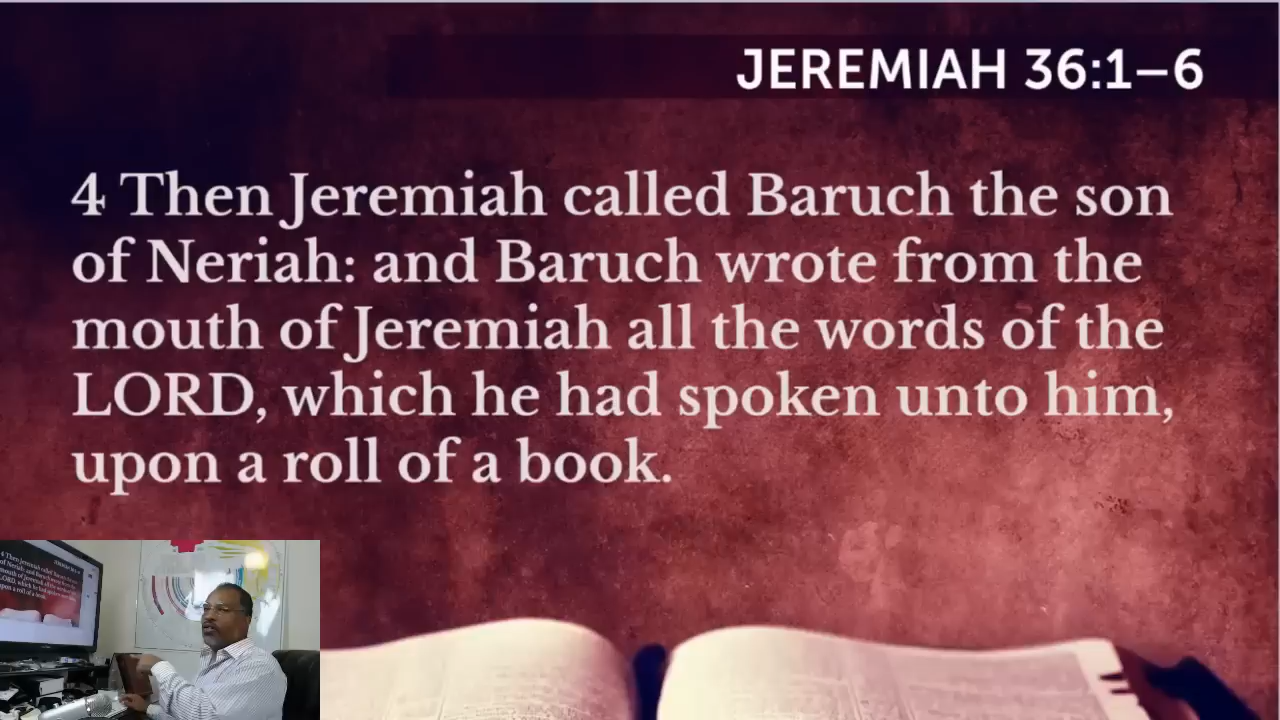 JEREMIAH 36:1–6
4 Then Jeremiah called Baruch the son
of Neriah: and Baruch wrote from the
mouth of Jeremiah all the words of the
LORD, which he had spoken unto him,
upon a roll of a book.